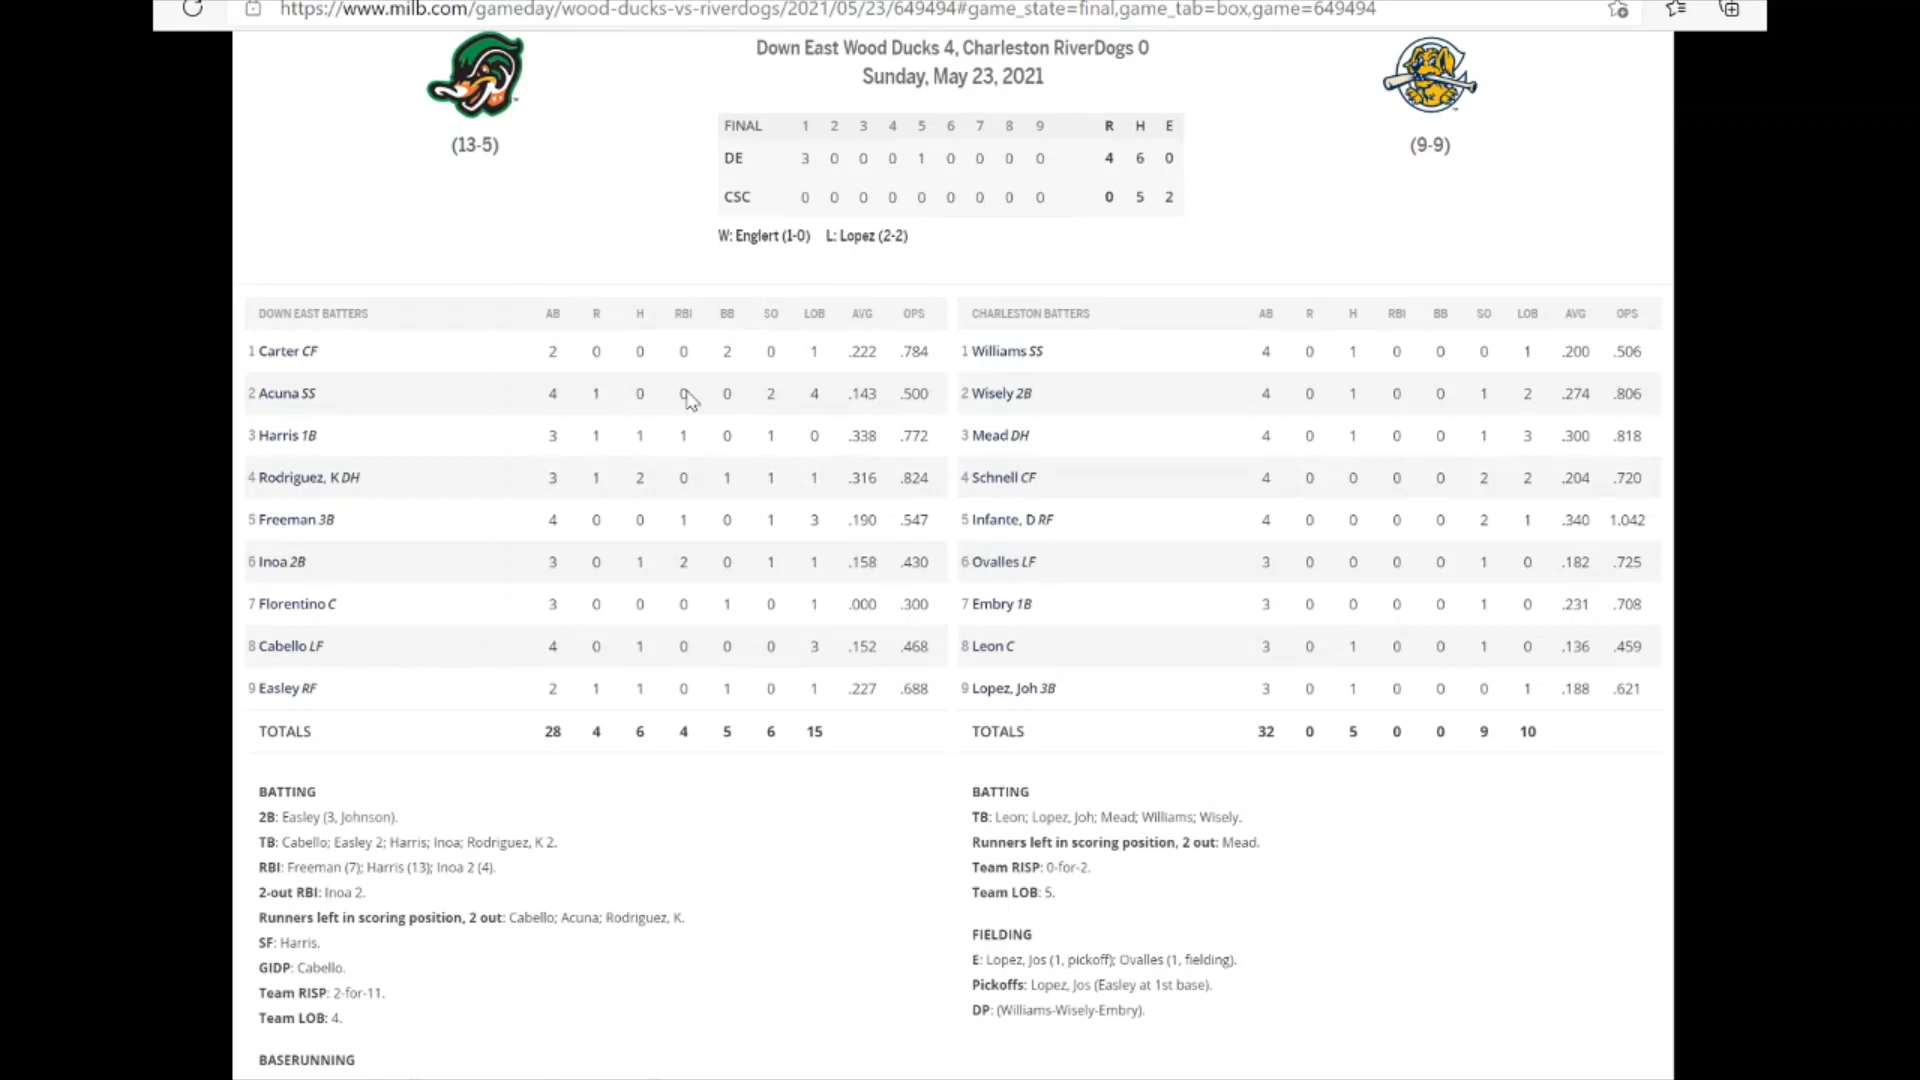 https://www.milb.com/gameday/wood-ducks-vs-riverdogs/2021/05/23/649494#game_state=final,game_tab=box,game=649494
Down East Wood Ducks 4, Charleston RiverDogs 0
Sunday, May 23, 2021
(13-5)
(9-9)
FINAL 1 2 3 4 5 6 7 8 9 R H E
DE 3 0 0 0 1 0 0 0 0 4 6 0
CSC 0 0 0 0 0 0 0 0 0 0 5 2
W: Englert (1-0) L: Lopez (2-2)
DOWN EAST BATTERS AB R H RBI BB SO LOB AVG OPS
1 Carter CF 2 0 0 0 2 0 1 .222 .784
2 Acuna SS 4 1 0 0 0 2 4 .143 .500
3 Harris 1B 3 1 1 1 0 1 0 .338 .772
4 Rodriguez, K DH 3 1 2 0 1 1 1 .316 .824
5 Freeman 3B 4 0 0 1 0 1 3 .190 .547
6 Inoa 2B 3 0 1 2 0 1 1 .158 .430
7 Florentino C 3 0 0 0 1 0 1 .000 .300
8 Cabello LF 4 0 1 0 0 0 3 .152 .468
9 Easley RF 2 1 1 0 1 0 1 .227 .688
TOTALS 28 4 6 4 5 6 15
BATTING
2B: Easley (3, Johnson).
TB: Cabello; Easley 2; Harris; Inoa; Rodriguez, K 2.
RBI: Freeman (7); Harris (13); Inoa 2 (4).
2-out RBI: Inoa 2.
Runners left in scoring position, 2 out: Cabello; Acuna; Rodriguez, K.
SF: Harris.
GIDP: Cabello.
Team RISP: 2-for-11.
Team LOB: 4.
BASERUNNING
CHARLESTON BATTERS AB R H RBI BB SO LOB AVG OPS
1 Williams SS 4 0 1 0 0 0 1 .200 .506
2 Wisely 2B 4 0 1 0 0 1 2 .274 .806
3 Mead DH 4 0 1 0 0 1 3 .300 .818
4 Schnell CF 4 0 0 0 0 2 2 .204 .720
5 Infante, D RF 4 0 0 0 0 2 1 .340 1.042
6 Ovalles LF 3 0 0 0 0 1 0 .182 .725
7 Embry 1B 3 0 0 0 0 1 0 .231 .708
8 Leon C 3 0 1 0 0 1 0 .136 .459
9 Lopez, Joh 3B 3 0 1 0 0 0 1 .188 .621
TOTALS 32 0 5 0 0 9 10
BATTING
TB: Leon; Lopez, Joh; Mead; Williams; Wisely.
Runners left in scoring position, 2 out: Mead.
Team RISP: 0-for-2.
Team LOB: 5.
FIELDING
E: Lopez, Jos (1, pickoff); Ovalles (1, fielding).
Pickoffs: Lopez, Jos (Easley at 1st base).
DP: (Williams-Wisely-Embry).